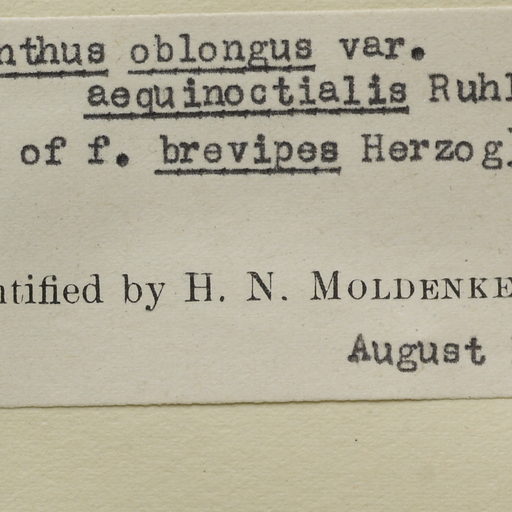 nthus oblongus var.
aequinoctialis Ruhl
of f. brevipes Herzog
ntified by H. N. MOLDENKE
August